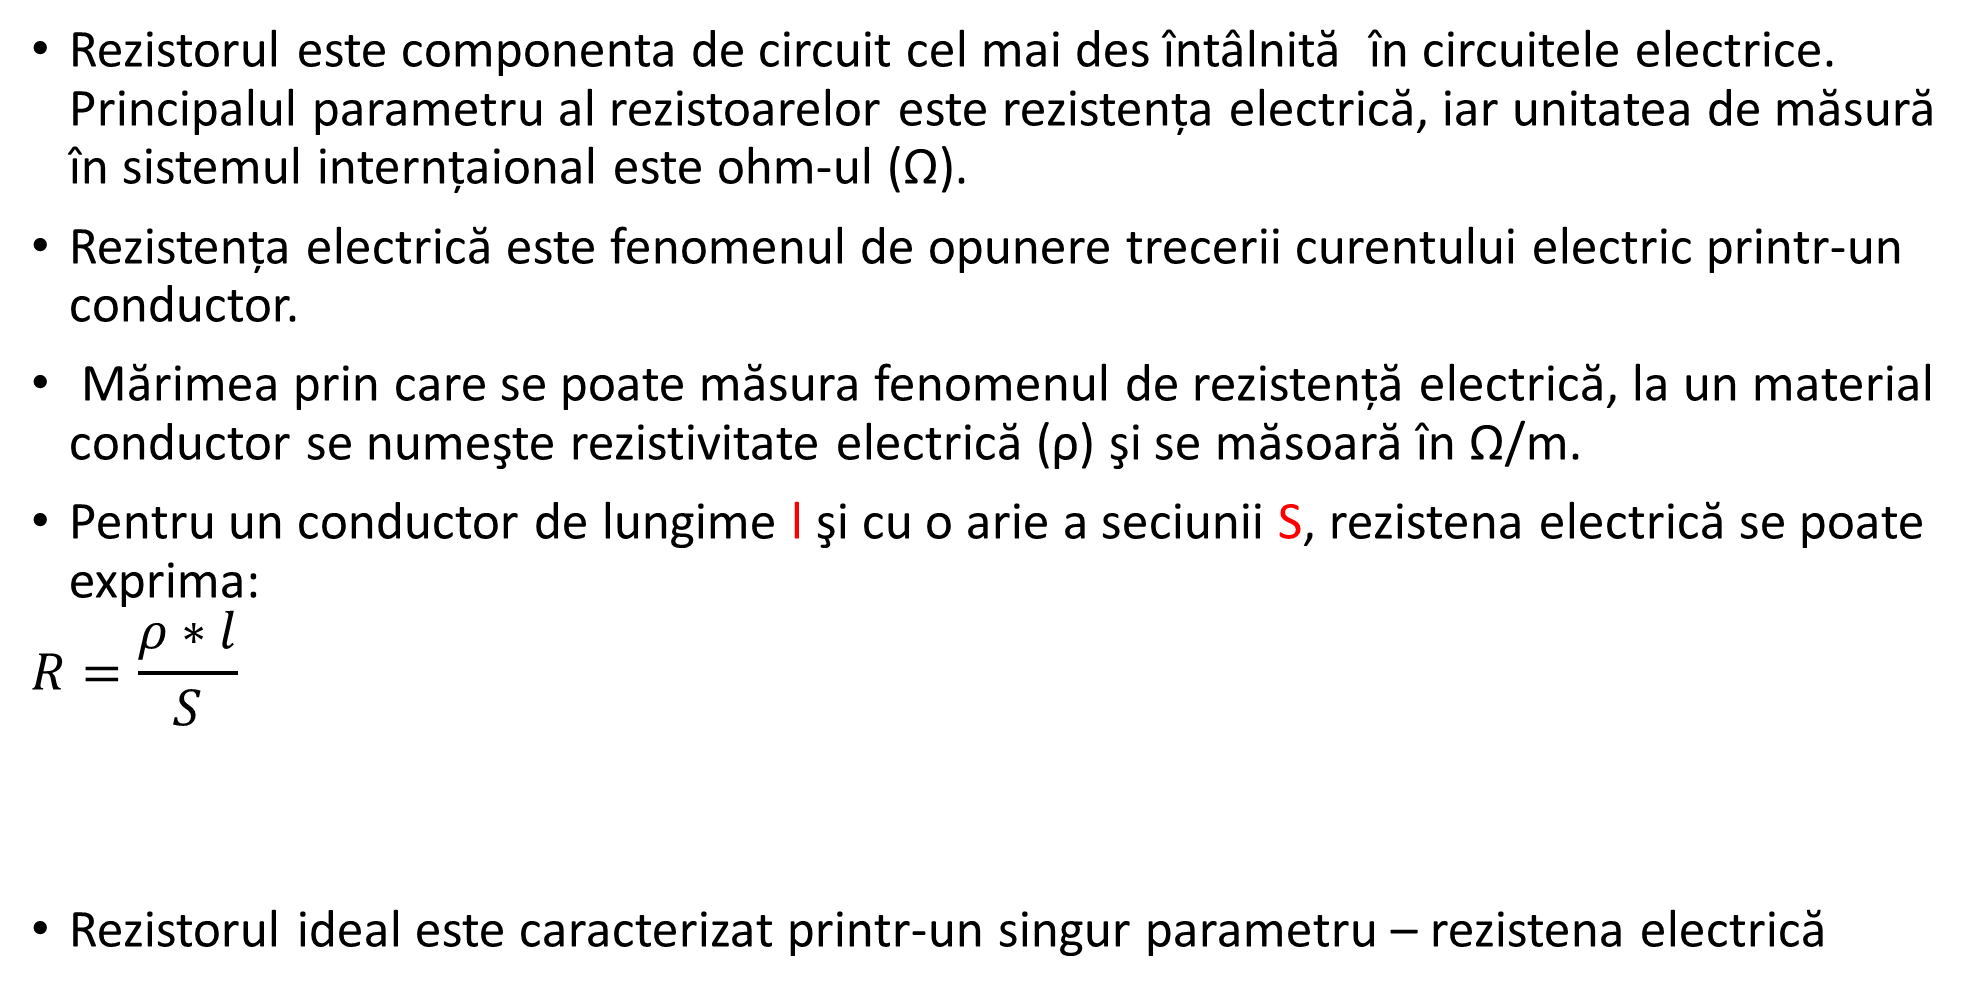 • Rezistorul este componenta de circuit cel mai des întâlnită  în circuitele electrice.
Principalul parametru al rezistoarelor este rezistența electrică, iar unitatea de măsură
în sistemul internțaional este ohm-ul (Ω).
• Rezistența electrică este fenomenul de opunere trecerii curentului electric printr-un
conductor.
•  Mărimea prin care se poate măsura fenomenul de rezistență electrică, la un material
conductor se numeşte rezistivitate electrică (ρ) şi se măsoară în Ω/m.
• Pentru un conductor de lungime l şi cu o arie a seciunii S, rezistena electrică se poate
exprima:
R = (ρ * l) / S
• Rezistorul ideal este caracterizat printr-un singur parametru – rezistena electrică